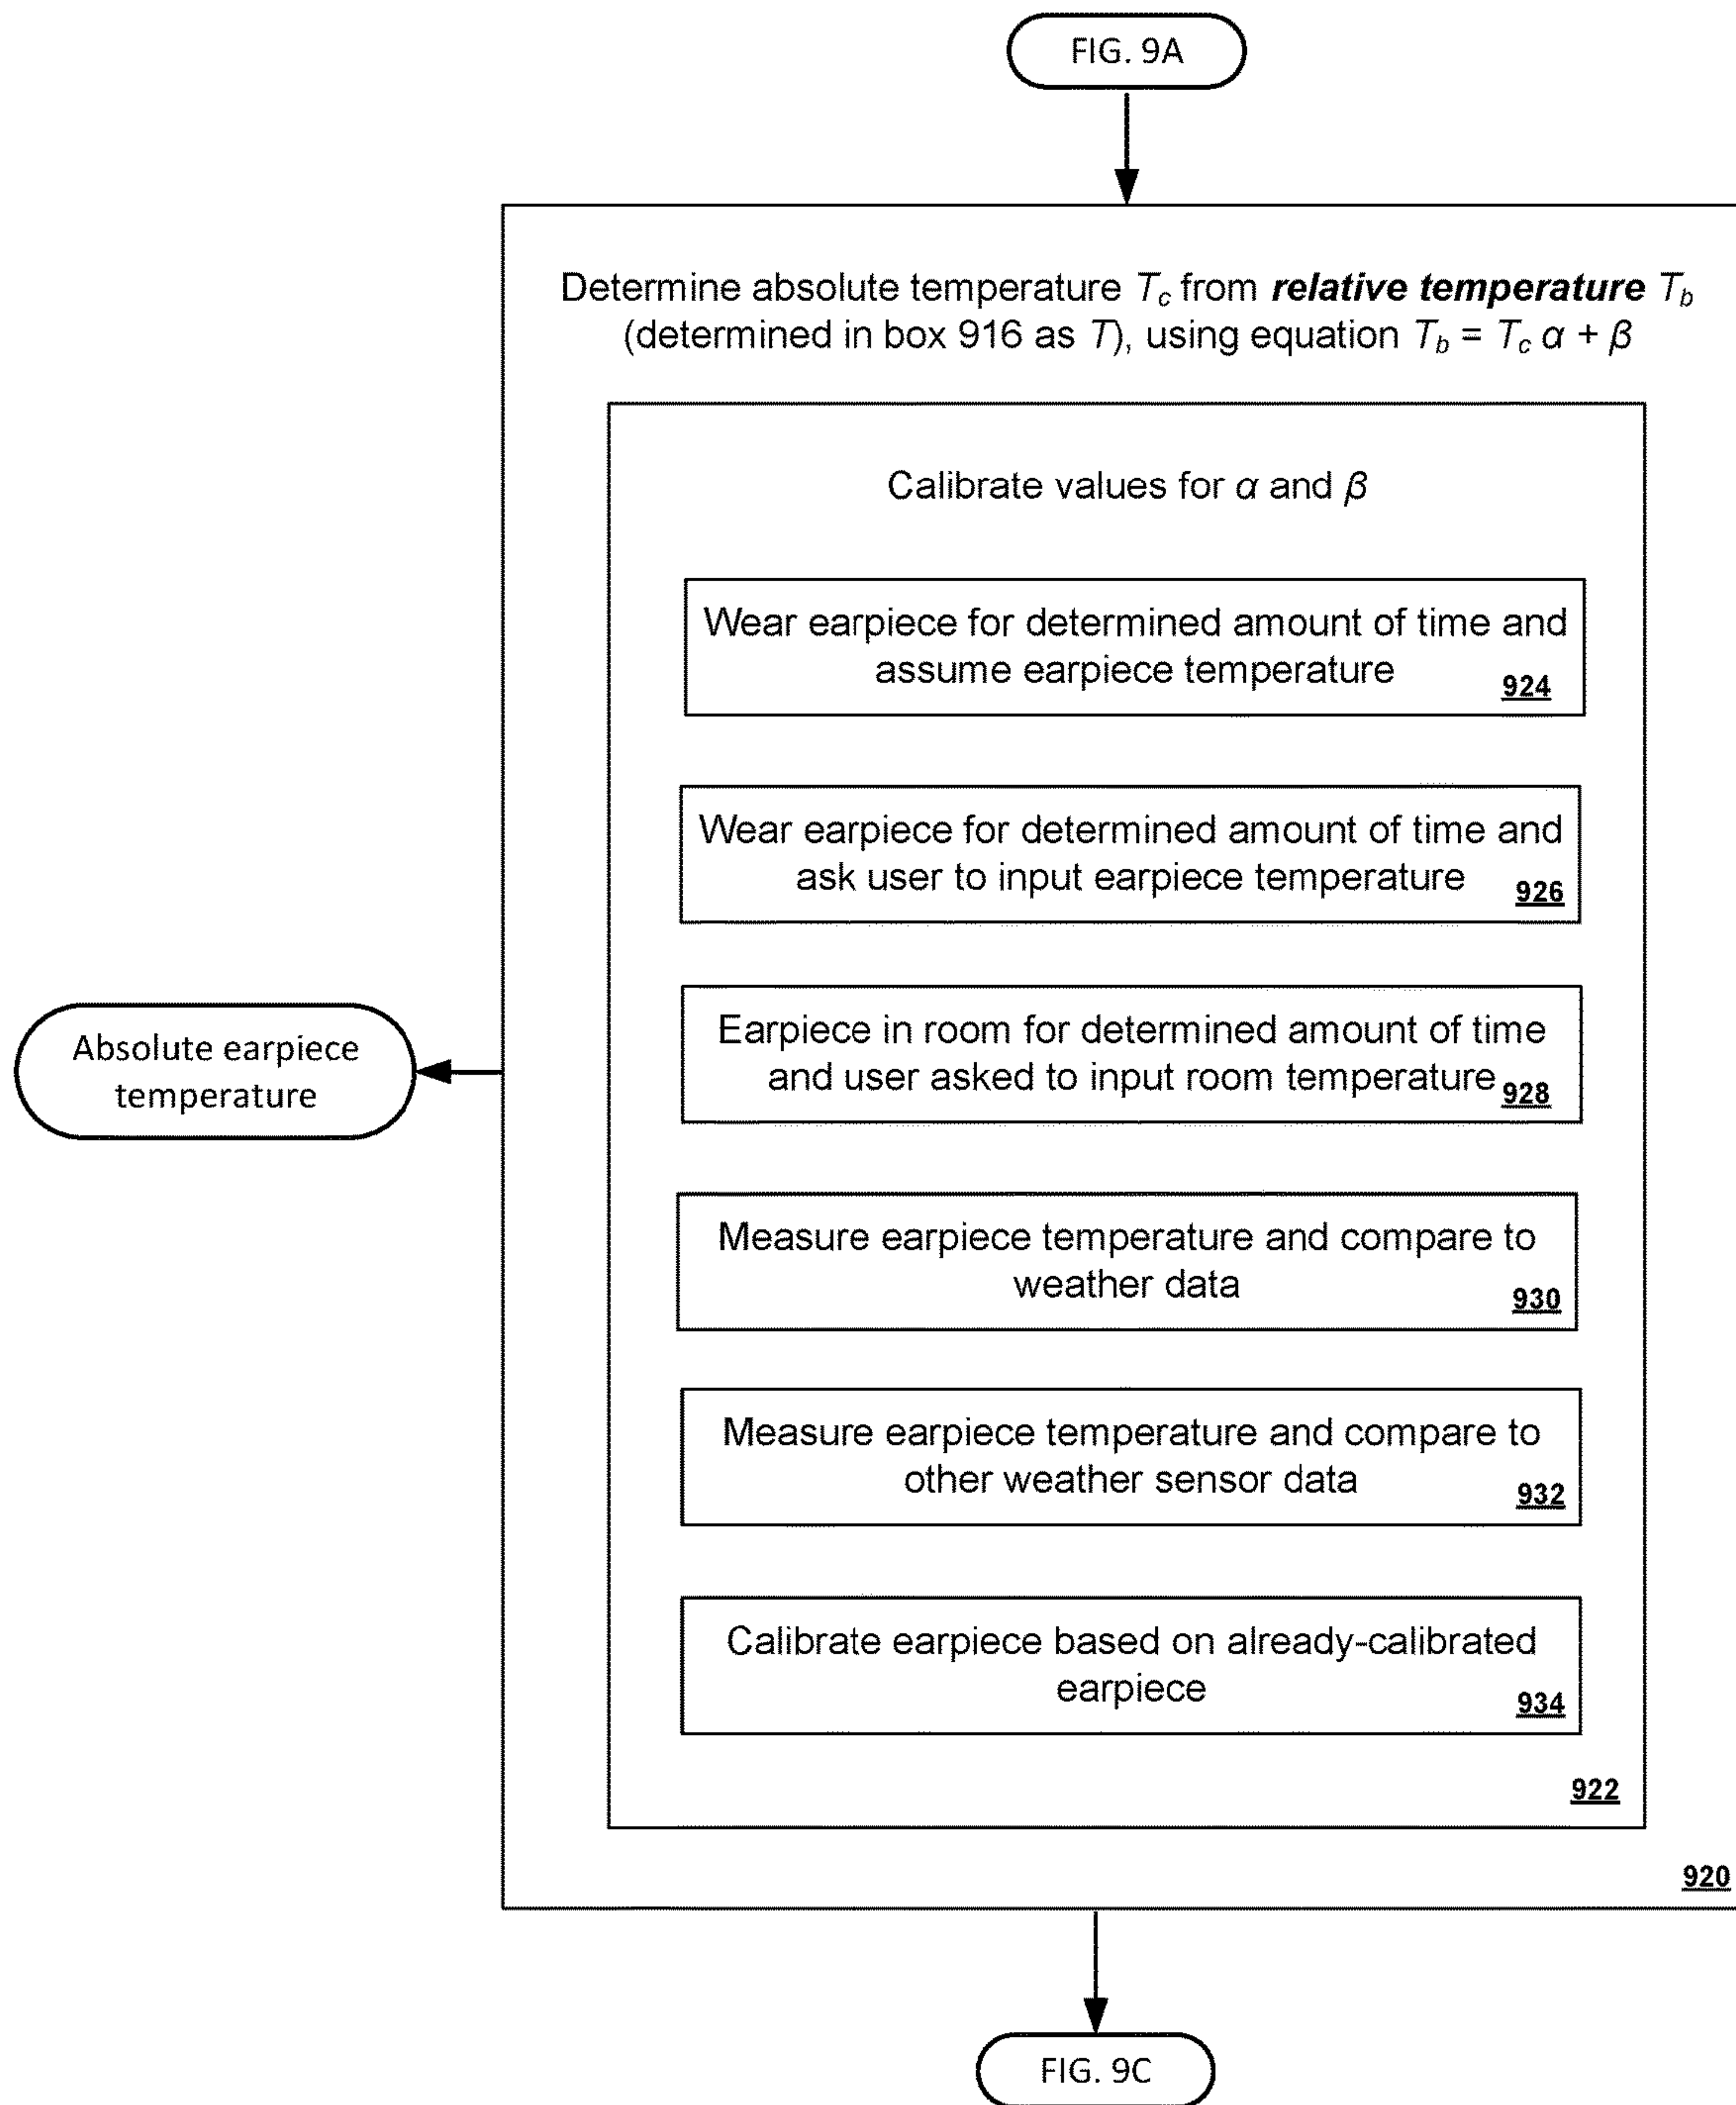 FIG. 9A
Determine absolute temperature Tc from relative temperature Tb
(determined in box 916 as T), using equation Tb = Tc α + β
Calibrate values for α and β
Wear earpiece for determined amount of time and
assume earpiece temperature
924
Wear earpiece for determined amount of time and
ask user to input earpiece temperature
926
Earpiece in room for determined amount of time
and user asked to input room temperature
928
Absolute earpiece
temperature
Measure earpiece temperature and compare to
weather data
930
Measure earpiece temperature and compare to
other weather sensor data
932
Calibrate earpiece based on already-calibrated
earpiece
934
922
920
FIG. 9C